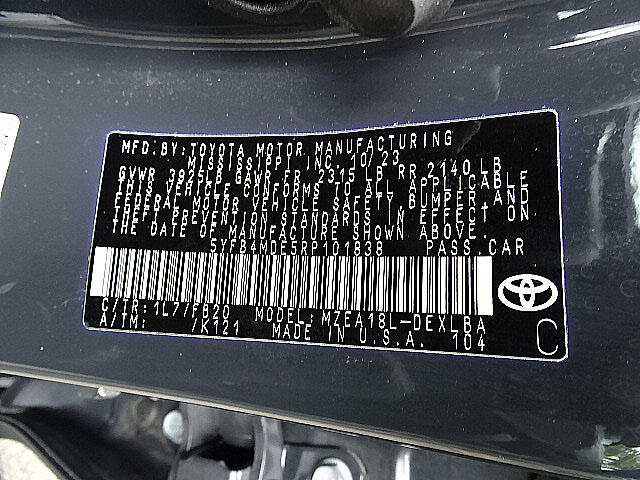 MFD.BY:TOYOTA MOTOR MANUFACTURING
MISSISSIPPI, INC. 10/23
GVWR 3925LB GAWR FR 2315 LB, RR 2140 LB
THIS VEHICLE CONFORMS TO ALL APPLICABLE
FEDERAL MOTOR VEHICLE SAFETY, BUMPER, AND
THEFT PREVENTION STANDARDS IN EFFECT ON
THE DATE OF MANUFACTURE SHOWN ABOVE.
5YFB4MDE5RP101838 PASS.CAR
C/TR:1L7/FB20 MODEL:MZEA18L-DEXLBA
A/TM: /K121 MADE IN U.S.A. 104
C